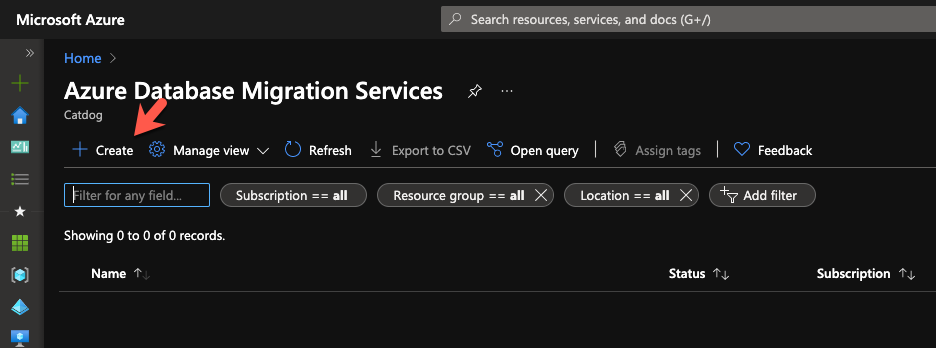 Microsoft Azure
Search resources, services, and docs (G+/)
Home
Azure Database Migration Services
Catdog
Create Manage view Refresh Export to CSV Open query Assign tags Feedback
Filter for any field... Subscription == all Resource group == all Location == all Add filter
Showing 0 to 0 of 0 records.
Name Status Subscription